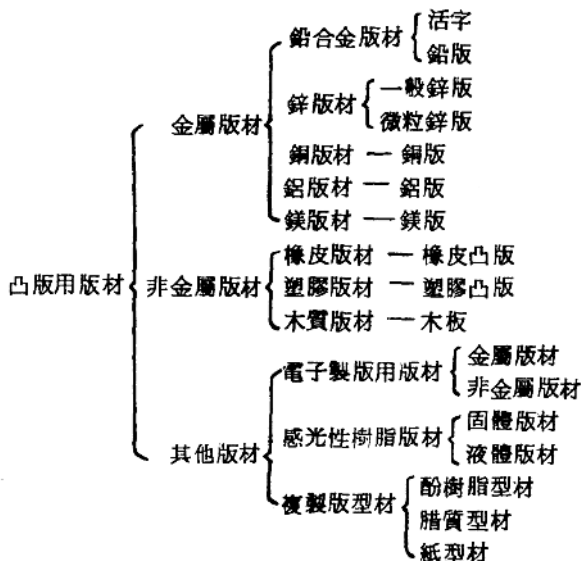 凸版用版材
金屬版材
鉛合金版材
活字
鉛版
鋅版材
一般鋅版
微粒鋅版
銅版材 — 銅版
鋁版材 — 鋁版
鎂版材 — 鎂版
非金屬版材
橡皮版材 — 橡皮凸版
塑膠版材 — 塑膠凸版
木質版材 — 木板
其他版材
電子製版用版材
金屬版材
非金屬版材
感光性樹脂版材
固體版材
液體版材
複製版型材
酚樹脂型材
腊質型材
紙型材